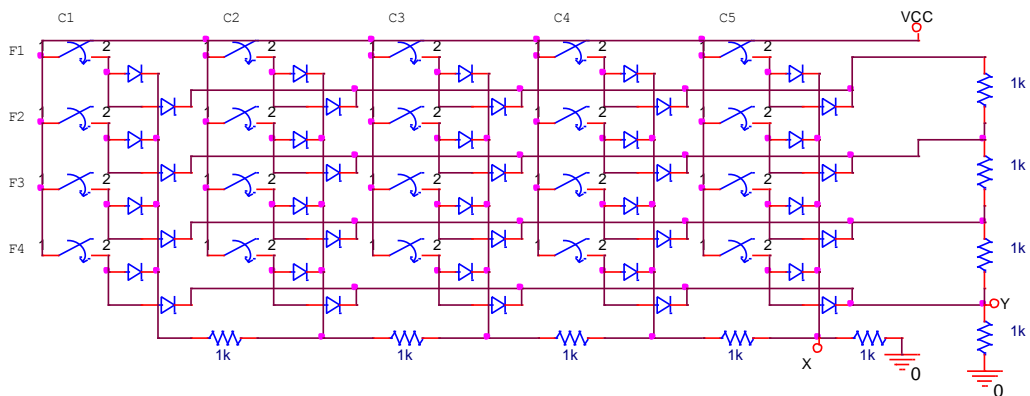 C1 C2 C3 C4 C5 VCC
F1 1 2 1 2 1 2 1 2 1 2
1k
F2 1 2 1 2 1 2 1 2 1 2
1k
F3 1 2 1 2 1 2 1 2 1 2
F4 1 2 1 2 1 2 1 2 1 2
1k
Y
1k
1k 1k 1k 1k X 1k 0
0